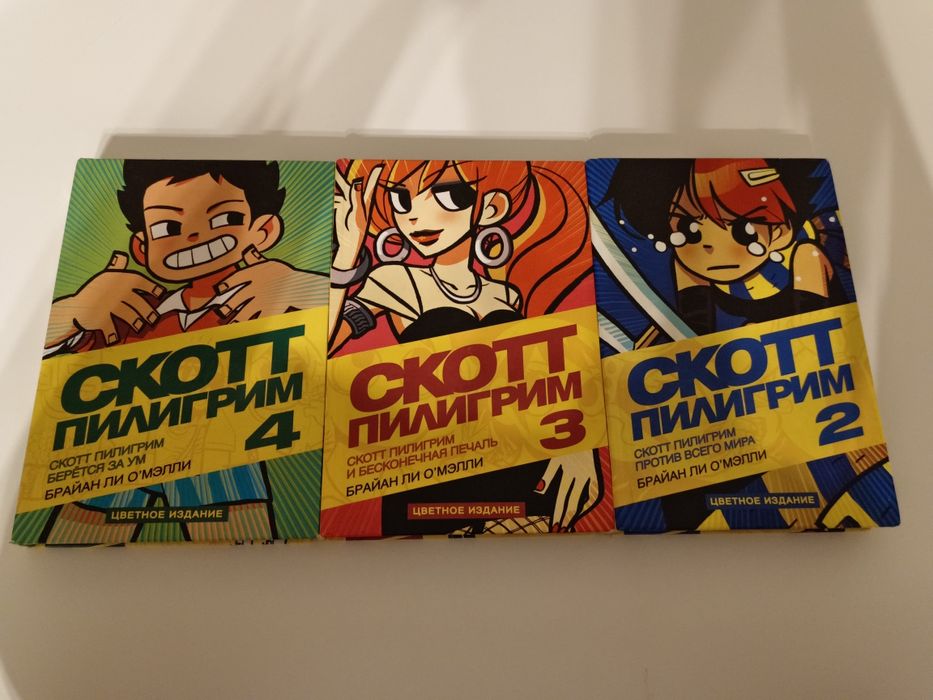 СКОТТ
ПИЛИГРИМ
4
СКОТТ ПИЛИГРИМ
БЕРЁТСЯ ЗА УМ
БРАЙАН ЛИ О'МЭЛЛИ
ЦВЕТНОЕ ИЗДАНИЕ
СКОТТ
ПИЛИГРИМ
3
СКОТТ ПИЛИГРИМ
И БЕСКОНЕЧНАЯ ПЕЧАЛЬ
БРАЙАН ЛИ О'МЭЛЛИ
ЦВЕТНОЕ ИЗДАНИЕ
СКОТТ
ПИЛИГРИМ
2
СКОТТ ПИЛИГРИМ
ПРОТИВ ВСЕГО МИРА
БРАЙАН ЛИ О'МЭЛЛИ
ЦВЕТНОЕ ИЗДАНИЕ